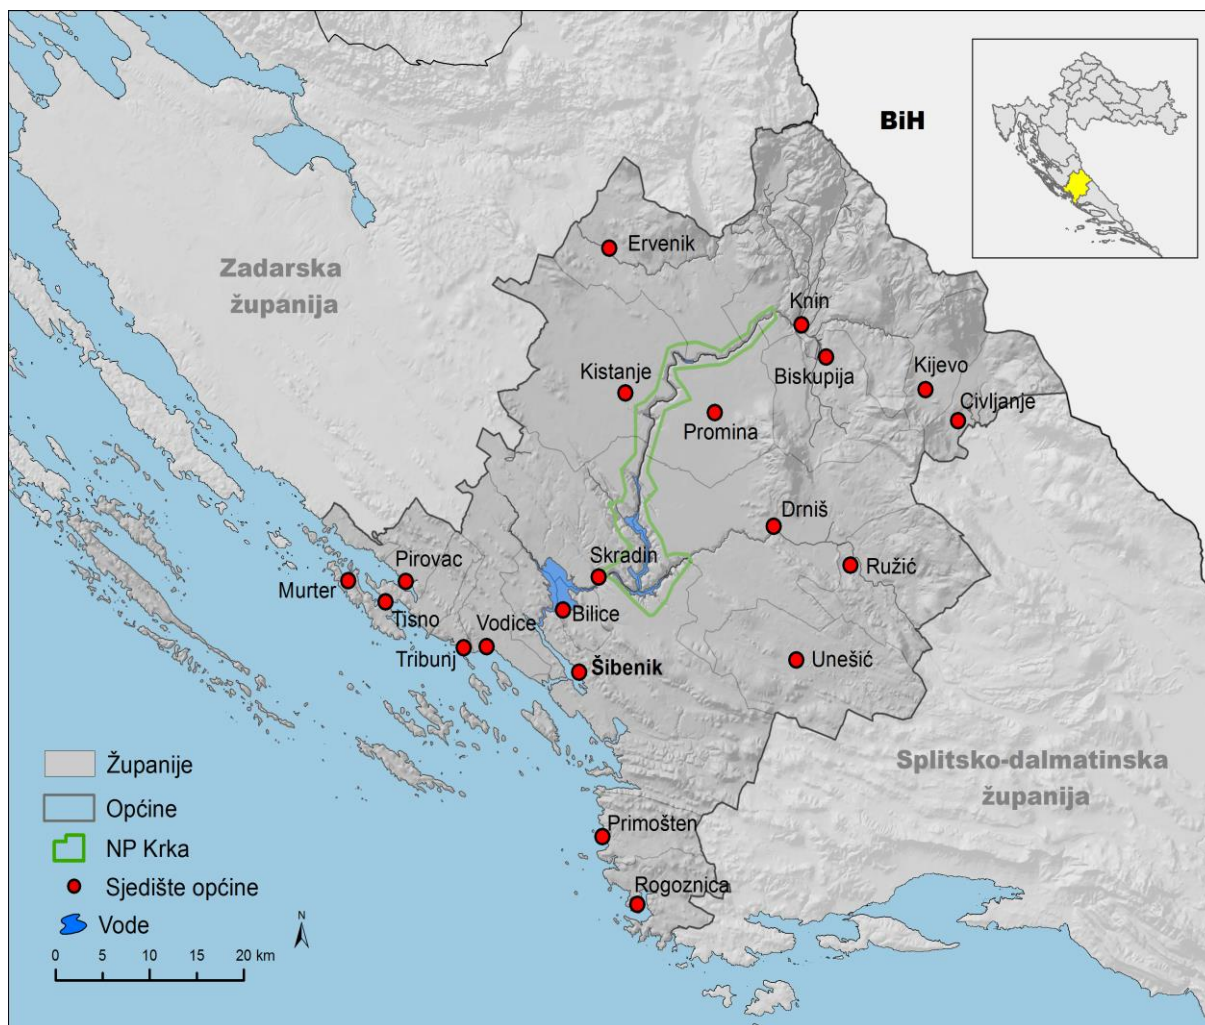 BiH
Ervenik
Zadarska
županija
Knin
Kistanje
Biskupija
Kijevo
Civljanje
Promina
Drniš
Ružić
Skradin
Pirovac
Murter
Tisno
Vodice
Bilice
Tribunj
Šibenik
Unešić
Splitsko-dalmatinska
županija
Županije
Općine
NP Krka
Sjedište općine
Vode
Primošten
Rogoznica
N
0 5 10 15 20 km